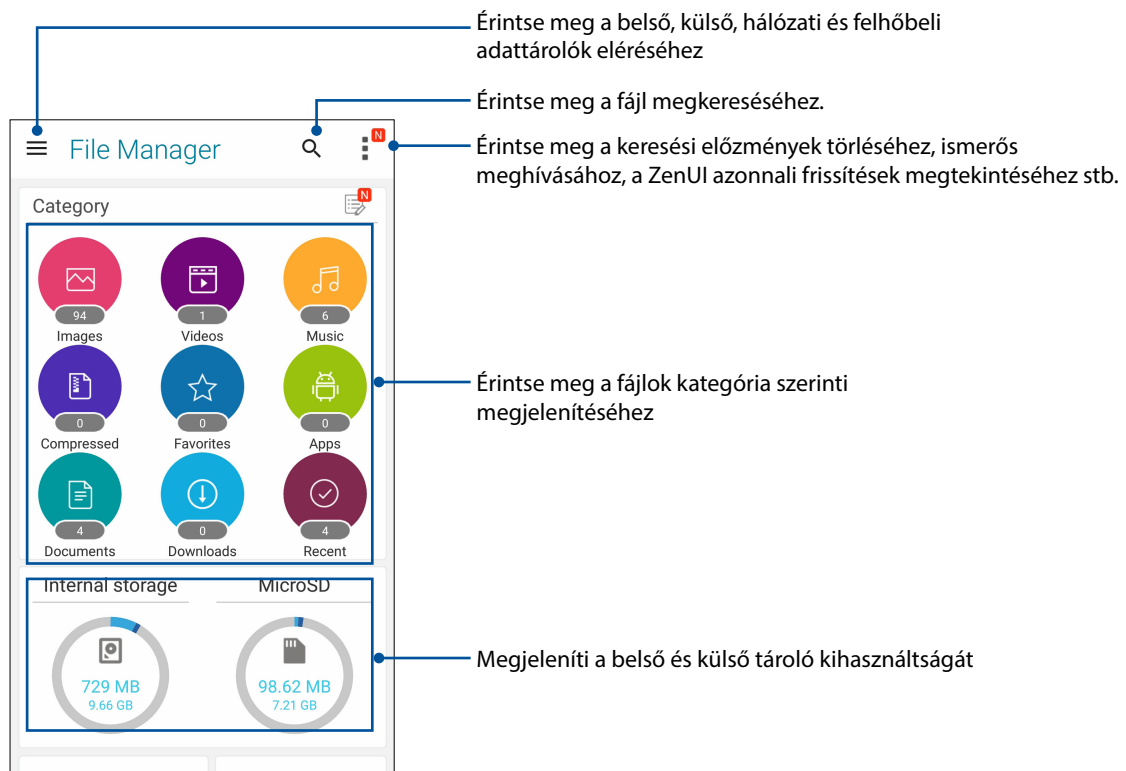 Érintse meg a belső, külső, hálózati és felhőbeli
adattárolók eléréséhez
Érintse meg a fájl megkereséséhez.
Érintse meg a keresési előzmények törléséhez, ismerős
meghívásához, a ZenUI azonnali frissítések megtekintéséhez stb.
File Manager
N
Category
N
94
1
6
Images
Videos
Music
0
0
0
Compressed
Favorites
Apps
Érintse meg a fájlok kategória szerinti
megjelenítéséhez
4
0
4
Documents
Downloads
Recent
Internal storage
MicroSD
729 MB
9.66 GB
98.62 MB
7.21 GB
Megjeleníti a belső és külső tároló kihasználtságát